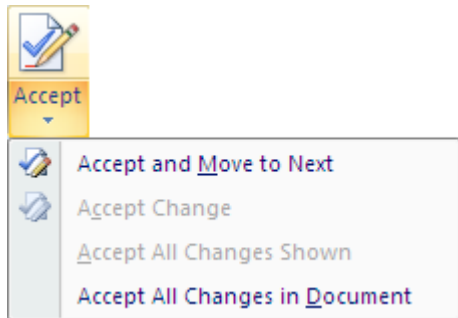 Accept
Accept and Move to Next
Accept Change
Accept All Changes Shown
Accept All Changes in Document